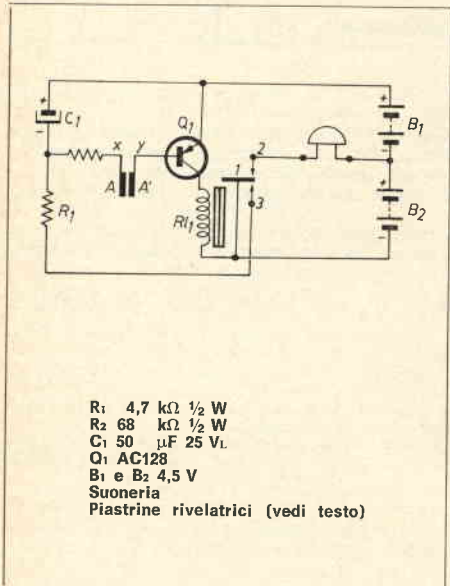 +
C1
-
x
y
Q1
A
A'
R1
Rl1
1
2
3
+
B1
-
+
B2
-
R1 4,7 kΩ ½ W
R2 68 kΩ ½ W
C1 50 μF 25 VL
Q1 AC128
B1 e B2 4,5 V
Suoneria
Piastrine rivelatrici (vedi testo)